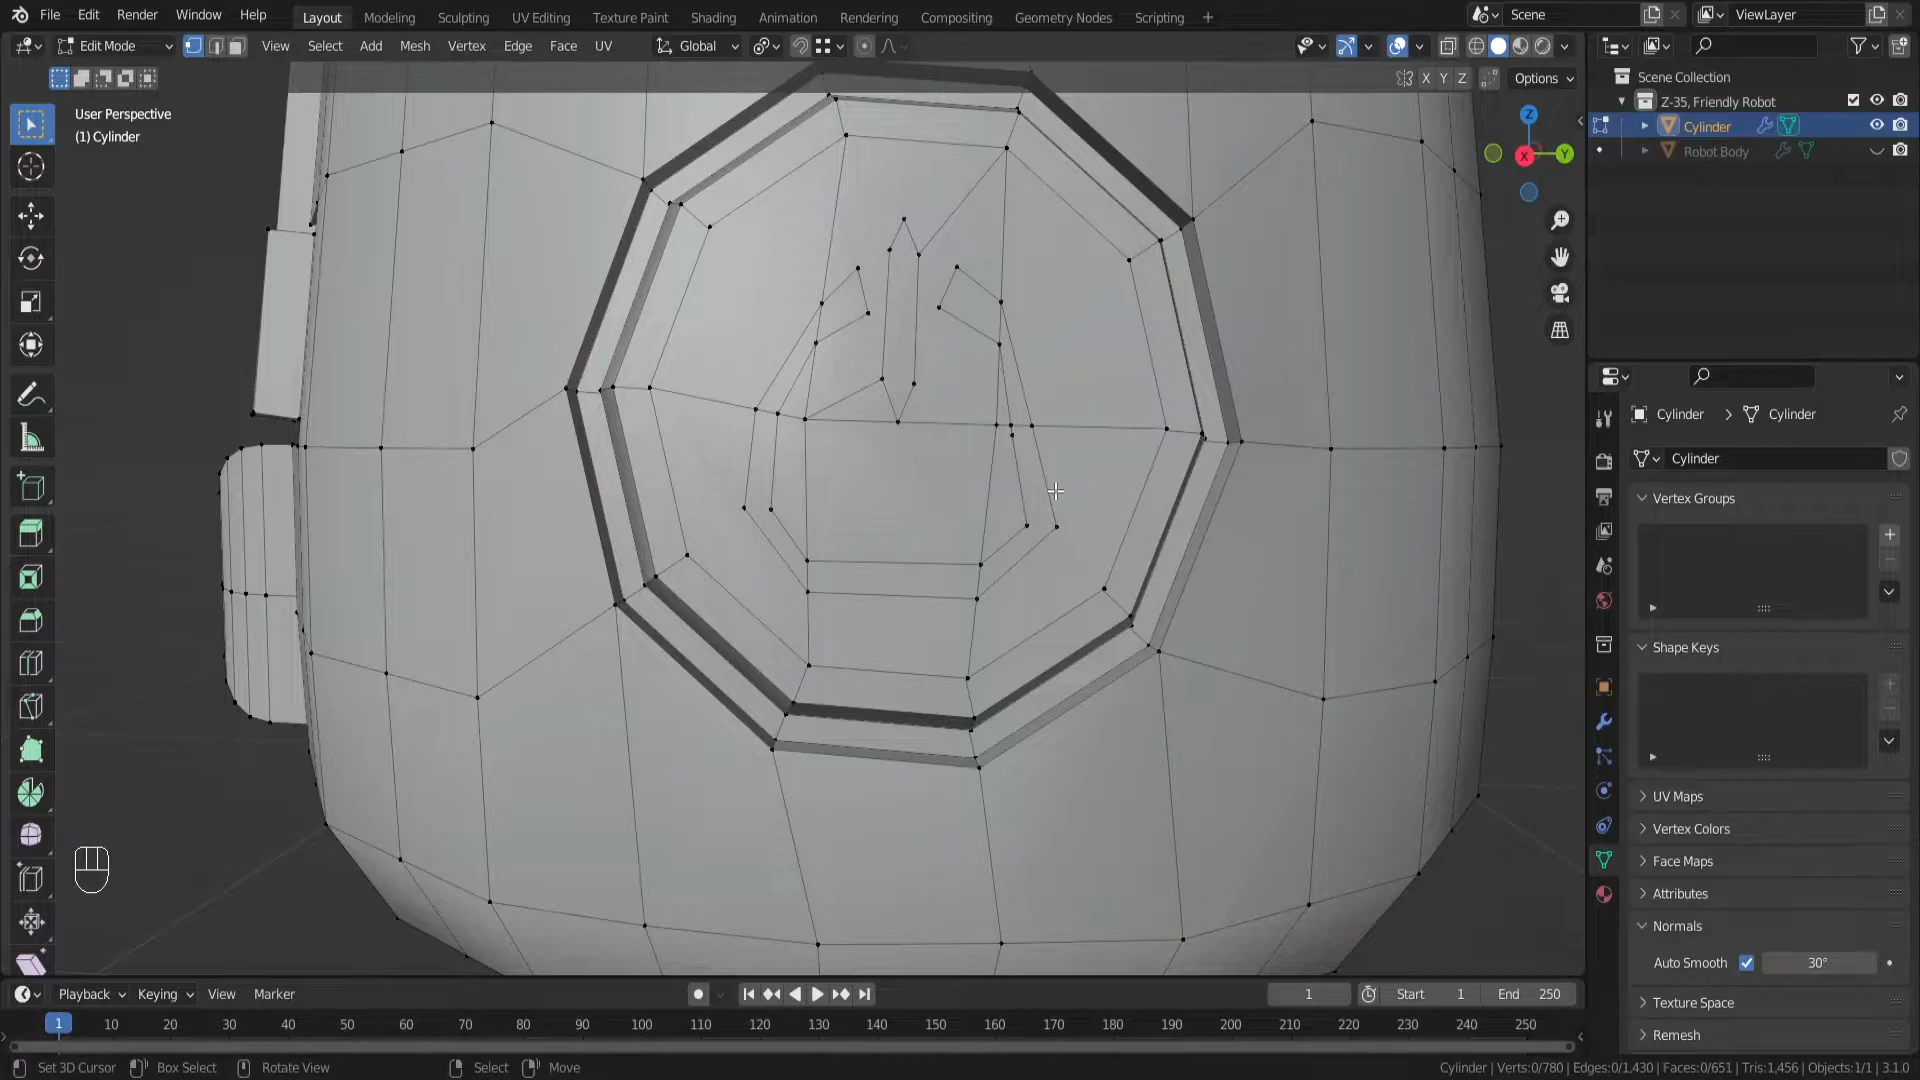 File Edit Render Window Help Layout Modeling Sculpting UV Editing Texture Paint Shading Animation Rendering Compositing Geometry Nodes Scripting + Scene ViewLayer
Edit Mode View Select Add Mesh Vertex Edge Face UV Global
X Y Z Options
Scene Collection
Z-35, Friendly Robot
Cylinder
Robot Body
User Perspective
(1) Cylinder
Z
X
Y
Cylinder > Cylinder
Cylinder
Vertex Groups
Shape Keys
UV Maps
Vertex Colors
Face Maps
Attributes
Normals
Auto Smooth 30°
Texture Space
Remesh
Playback Keying View Marker 1 Start 1 End 250
1 10 20 30 40 50 60 70 80 90 100 110 120 130 140 150 160 170 180 190 200 210 220 230 240 250
Set 3D Cursor Box Select Rotate View Select Move Cylinder | Verts:0/780 | Edges:0/1,430 | Faces:0/651 | Tris:1,456 | Objects:1/1 | 3.1.0